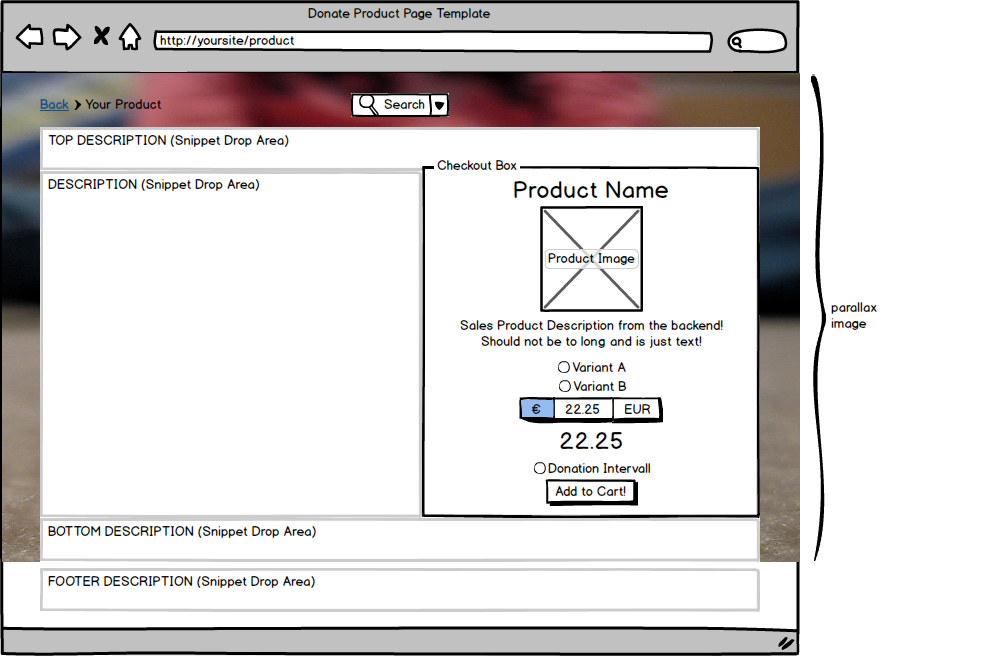 Donate Product Page Template
http://yoursite/product
Back Your Product
Search
TOP DESCRIPTION (Snippet Drop Area)
Checkout Box
DESCRIPTION (Snippet Drop Area)
Product Name
Product Image
Sales Product Description from the backend!
Should not be to long and is just text!
Variant A
Variant B
€ 22.25 EUR
22.25
Donation Intervall
Add to Cart!
BOTTOM DESCRIPTION (Snippet Drop Area)
FOOTER DESCRIPTION (Snippet Drop Area)
parallax
image